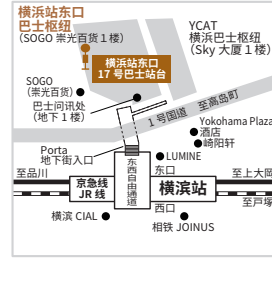 横浜站东口
巴士枢纽
(SOGO 崇光百货１楼)
YCAT
横滨巴士枢纽
(Sky 大厦１楼)
横滨站东口
17 号巴士站台
SOGO
(崇光百货)
巴士问讯处
(地下 1 楼)
1 号国道
至高岛町
Yokohama Plaza
酒店
崎阳轩
Porta
地下街入口
LUMINE
东西自由通道
东口
至品川
至上大岡
京急线
JR 线
横浜站
至戸塚
西口
横滨 CIAL
相铁 JOINUS